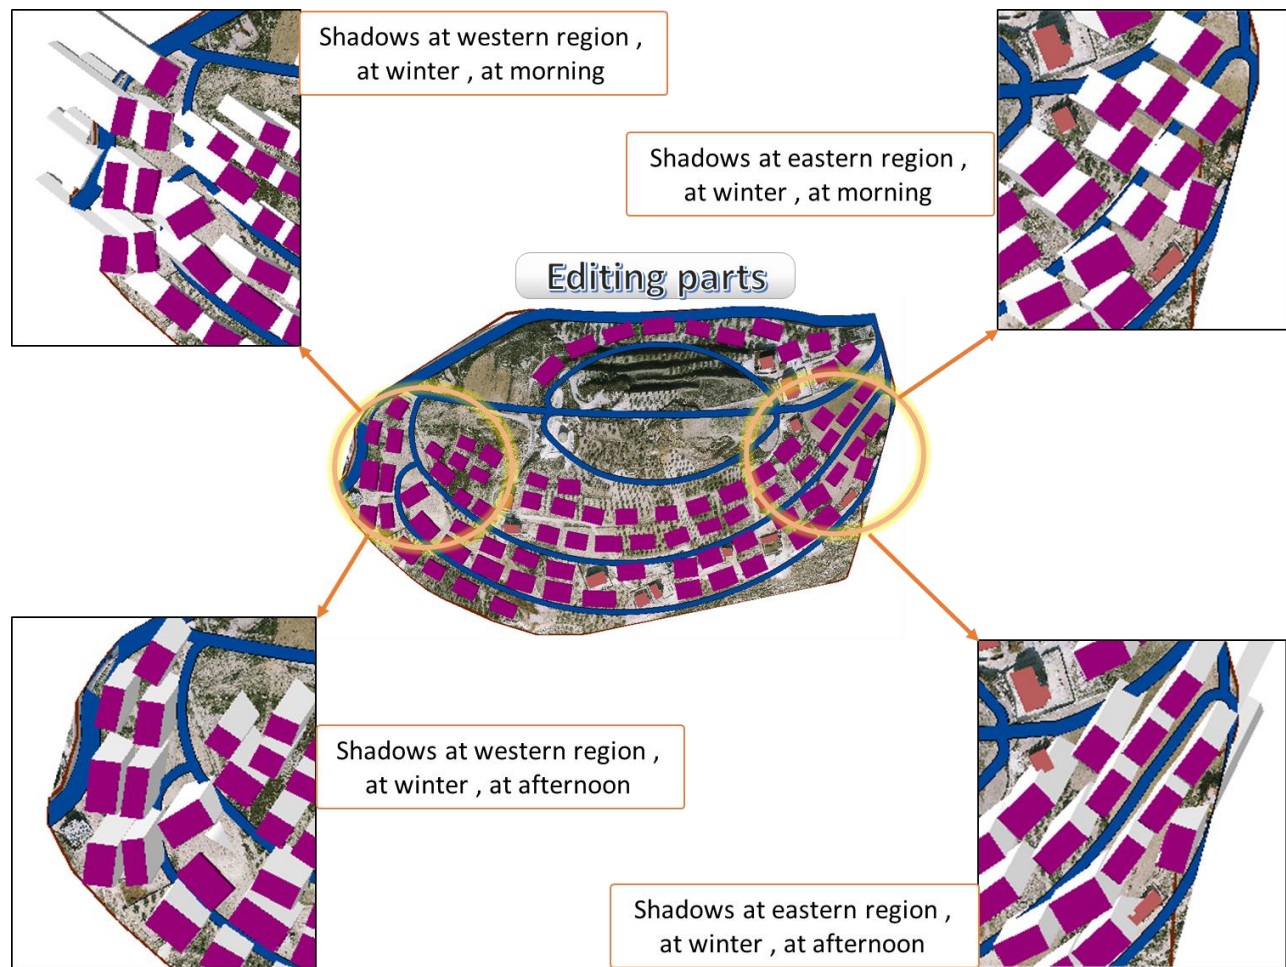 Shadows at western region ,
at winter , at morning
Shadows at eastern region ,
at winter , at morning
Editing parts
Shadows at western region ,
at winter , at afternoon
Shadows at eastern region ,
at winter , at afternoon